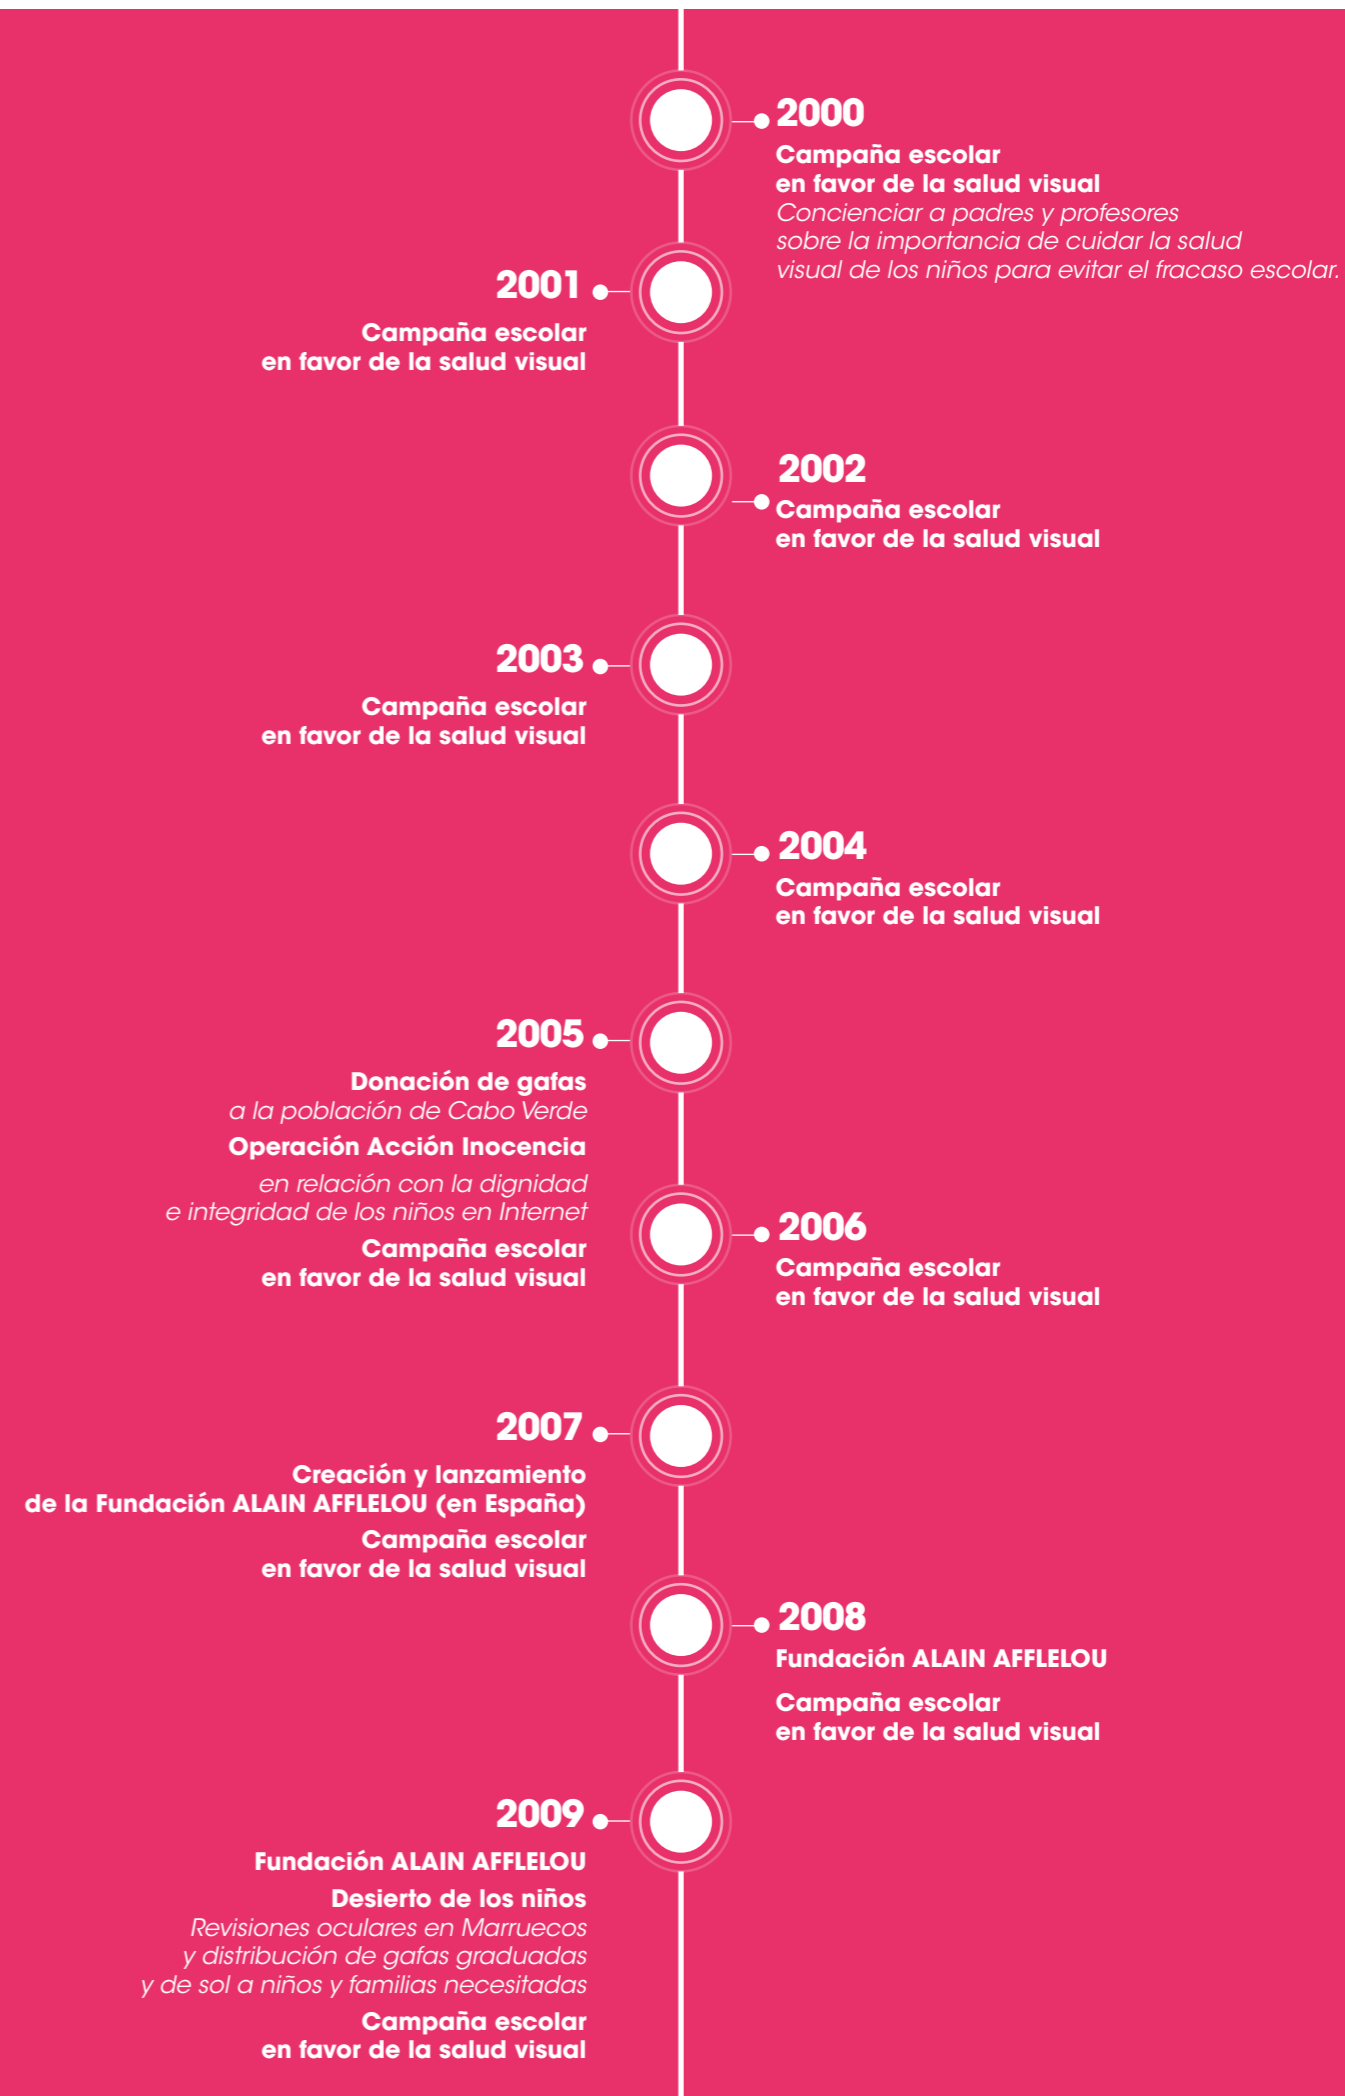 2000
Campaña escolar
en favor de la salud visual
Concienciar a padres y profesores
sobre la importancia de cuidar la salud
visual de los niños para evitar el fracaso escolar.
2001
Campaña escolar
en favor de la salud visual
2002
Campaña escolar
en favor de la salud visual
2003
Campaña escolar
en favor de la salud visual
2004
Campaña escolar
en favor de la salud visual
2005
Donación de gafas
a la población de Cabo Verde
Operación Acción Inocencia
en relación con la dignidad
e integridad de los niños en Internet
Campaña escolar
en favor de la salud visual
2006
Campaña escolar
en favor de la salud visual
2007
Creación y lanzamiento
de la Fundación ALAIN AFFLELOU (en España)
Campaña escolar
en favor de la salud visual
2008
Fundación ALAIN AFFLELOU
Campaña escolar
en favor de la salud visual
2009
Fundación ALAIN AFFLELOU
Desierto de los niños
Revisiones oculares en Marruecos
y distribución de gafas graduadas
y de sol a niños y familias necesitadas
Campaña escolar
en favor de la salud visual